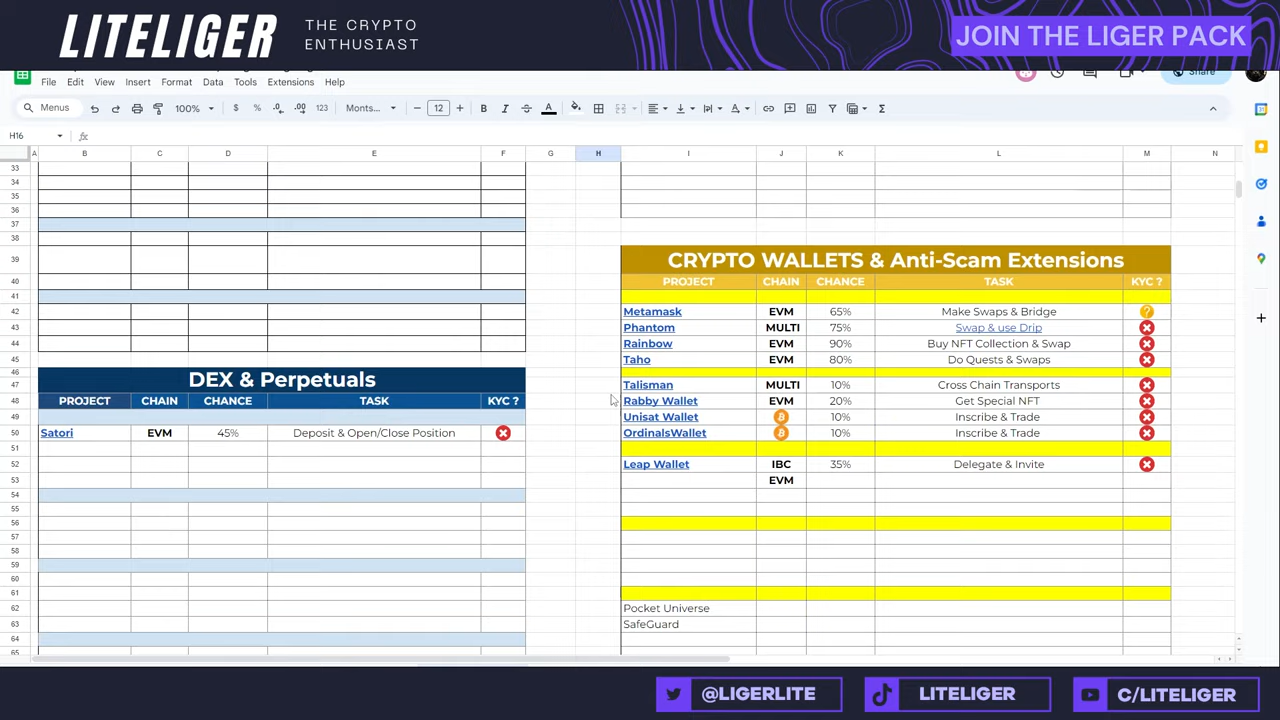 LITELIGER
THE CRYPTO
ENTHUSIAST
JOIN THE LIGER PACK
File Edit View Insert Format Data Tools Extensions Help
Share
Menus 100% $ % .0 .00 123 Monts... 12 B I A
H16 fx
A B C D E F G H I J K L M N
33
34
35
36
37
38
39 CRYPTO WALLETS & Anti-Scam Extensions
40 PROJECT CHAIN CHANCE TASK KYC ?
41
42 Metamask EVM 65% Make Swaps & Bridge ?
43 Phantom MULTI 75% Swap & use Drip
44 Rainbow EVM 90% Buy NFT Collection & Swap
45 Taho EVM 80% Do Quests & Swaps
46 DEX & Perpetuals
47 Talisman MULTI 10% Cross Chain Transports
48 PROJECT CHAIN CHANCE TASK KYC ? Rabby Wallet EVM 20% Get Special NFT
49 Unisat Wallet 10% Inscribe & Trade
50 Satori EVM 45% Deposit & Open/Close Position OrdinalsWallet 10% Inscribe & Trade
51
52 Leap Wallet IBC 35% Delegate & Invite
53 EVM
54
55
56
57
58
59
60
61
62 Pocket Universe
63 SafeGuard
64
65
@LIGERLITE LITELIGER C/LITELIGER